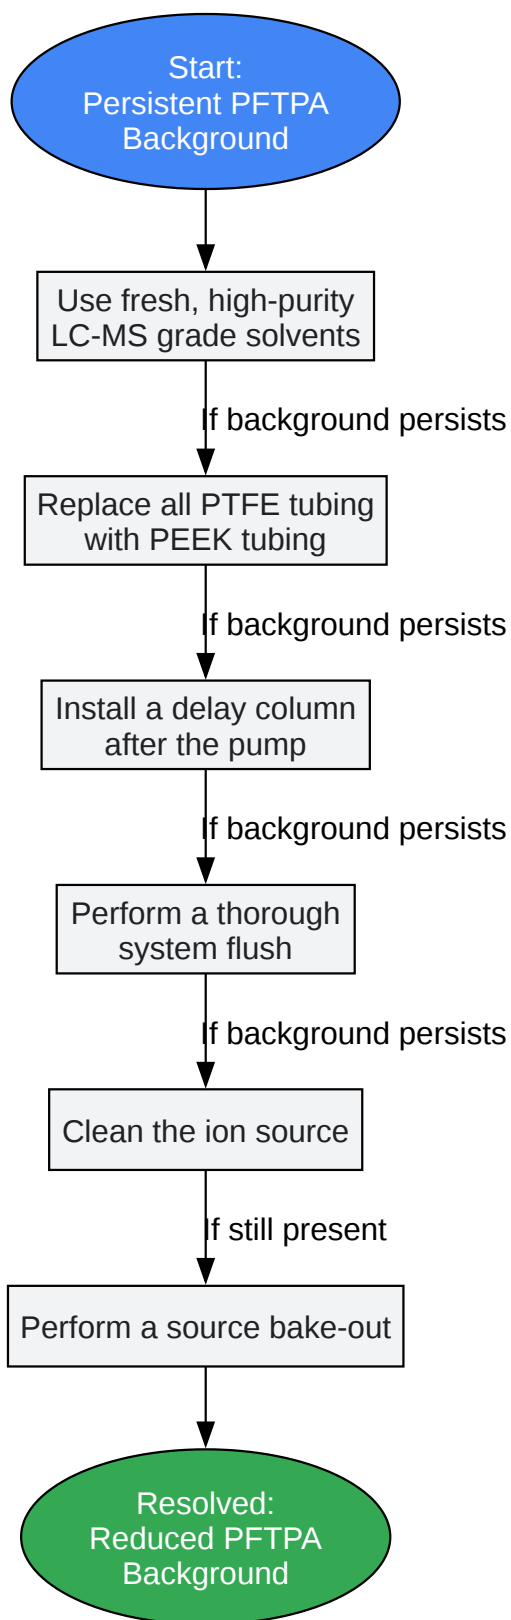 Start:
Persistent PFTPA
Background
Use fresh, high-purity
LC-MS grade solvents
If background persists
Replace all PTFE tubing
with PEEK tubing
If background persists
Install a delay column
after the pump
If background persists
Perform a thorough
system flush
If background persists
Clean the ion source
If still present
Perform a source bake-out
Resolved:
Reduced PFTPA
Background